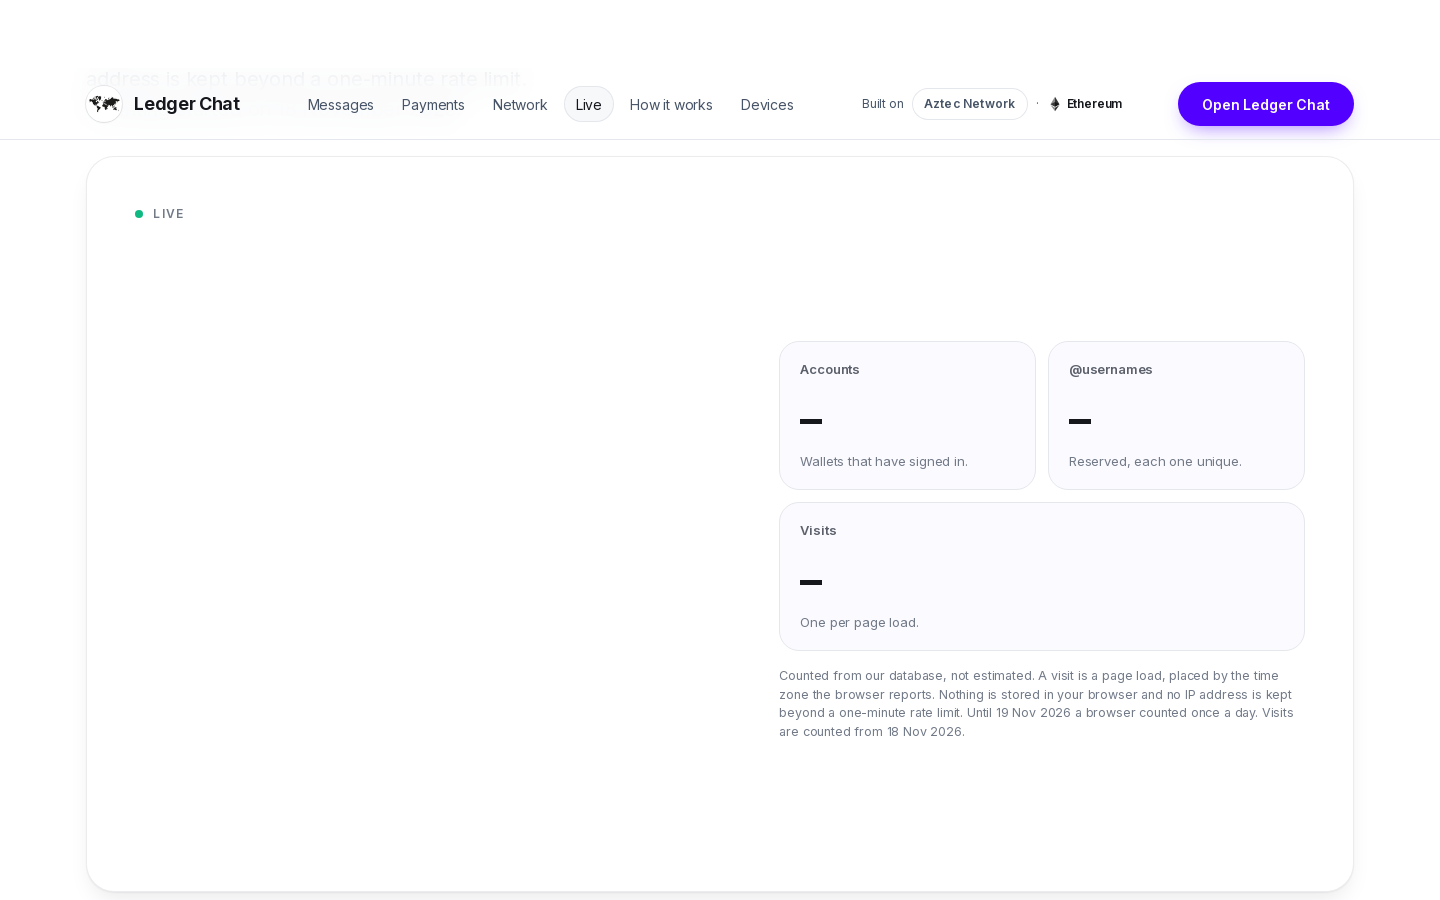 address is kept beyond a one-minute rate limit.
Ledger Chat
Messages
Payments
Network
Live
How it works
Devices
Built on
Aztec Network
·
Ethereum
Open Ledger Chat
LIVE
Accounts
—
Wallets that have signed in.
@usernames
—
Reserved, each one unique.
Visits
—
One per page load.
Counted from our database, not estimated. A visit is a page load, placed by the time
zone the browser reports. Nothing is stored in your browser and no IP address is kept
beyond a one-minute rate limit. Until 19 Nov 2026 a browser counted once a day. Visits
are counted from 18 Nov 2026.